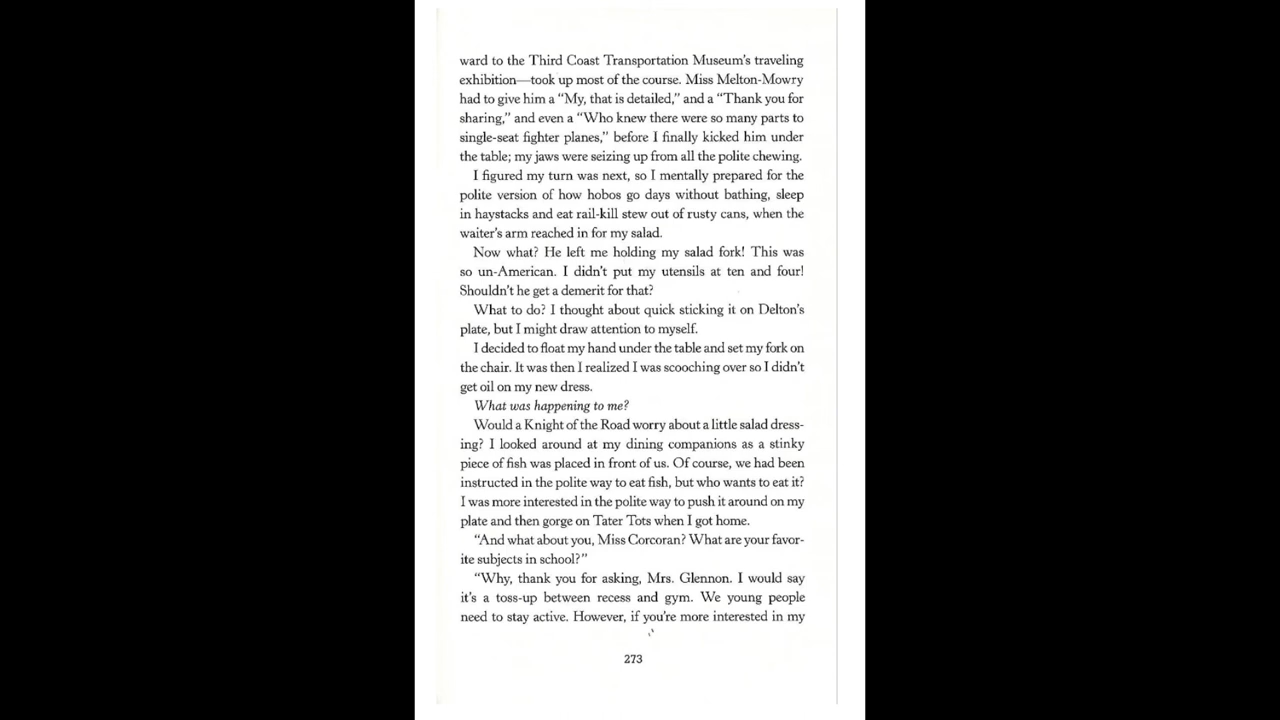 ward to the Third Coast Transportation Museum's traveling
exhibition—took up most of the course. Miss Melton-Mowry
had to give him a “My, that is detailed,” and a “Thank you for
sharing,” and even a “Who knew there were so many parts to
single-seat fighter planes,” before I finally kicked him under
the table; my jaws were seizing up from all the polite chewing.
I figured my turn was next, so I mentally prepared for the
polite version of how hobos go days without bathing, sleep
in haystacks and eat rail-kill stew out of rusty cans, when the
waiter's arm reached in for my salad.
Now what? He left me holding my salad fork! This was
so un-American. I didn't put my utensils at ten and four!
Shouldn't he get a demerit for that?
What to do? I thought about quick sticking it on Delton's
plate, but I might draw attention to myself.
I decided to float my hand under the table and set my fork on
the chair. It was then I realized I was scooching over so I didn't
get oil on my new dress.
What was happening to me?
Would a Knight of the Road worry about a little salad dress-
ing? I looked around at my dining companions as a stinky
piece of fish was placed in front of us. Of course, we had been
instructed in the polite way to eat fish, but who wants to eat it?
I was more interested in the polite way to push it around on my
plate and then gorge on Tater Tots when I got home.
“And what about you, Miss Corcoran? What are your favor-
ite subjects in school?”
“Why, thank you for asking, Mrs. Glennon. I would say
it's a toss-up between recess and gym. We young people
need to stay active. However, if you're more interested in my
273